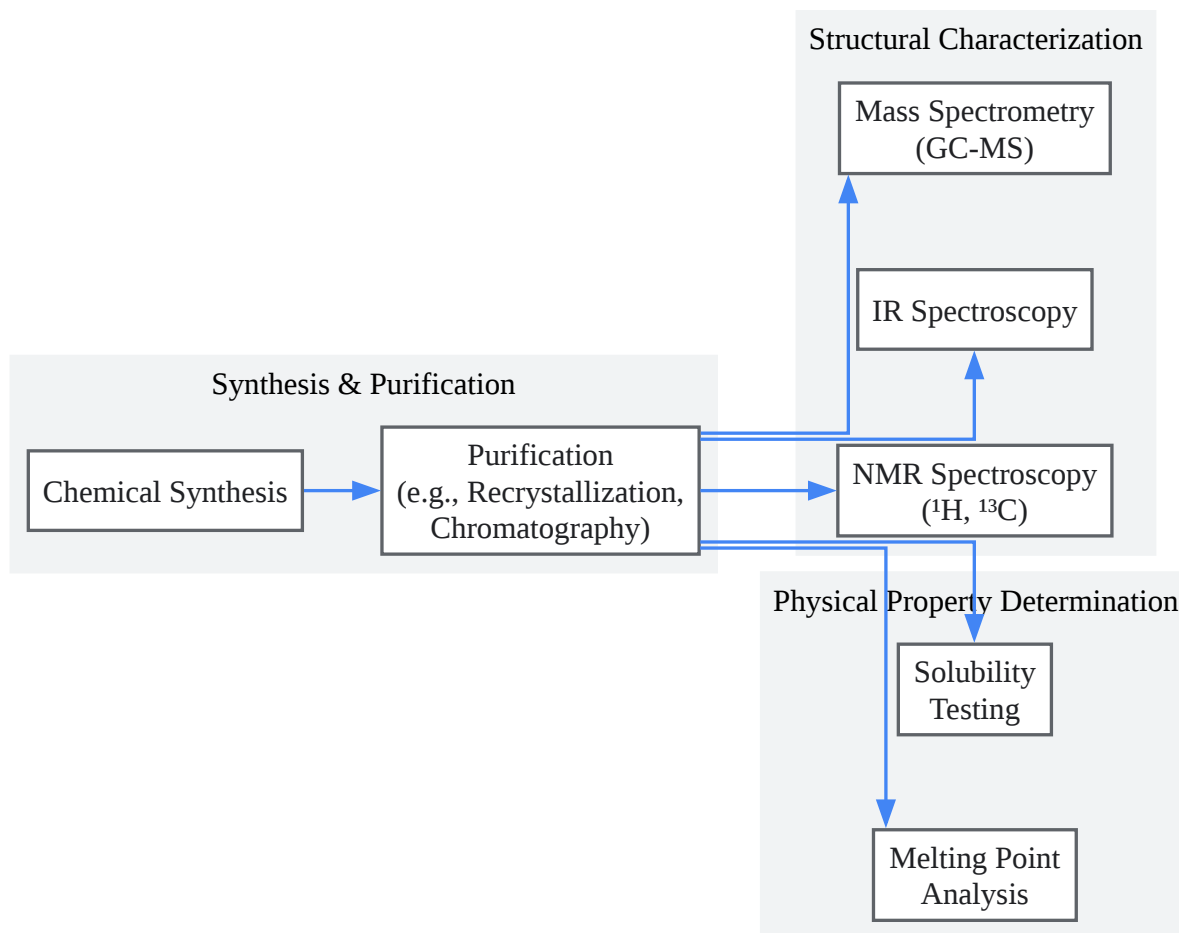 Structural Characterization
Mass Spectrometry
(GC-MS)
IR Spectroscopy
Synthesis & Purification
Chemical Synthesis
Purification
(e.g., Recrystallization,
Chromatography)
NMR Spectroscopy
(¹H, ¹³C)
Physical Property Determination
Solubility
Testing
Melting Point
Analysis